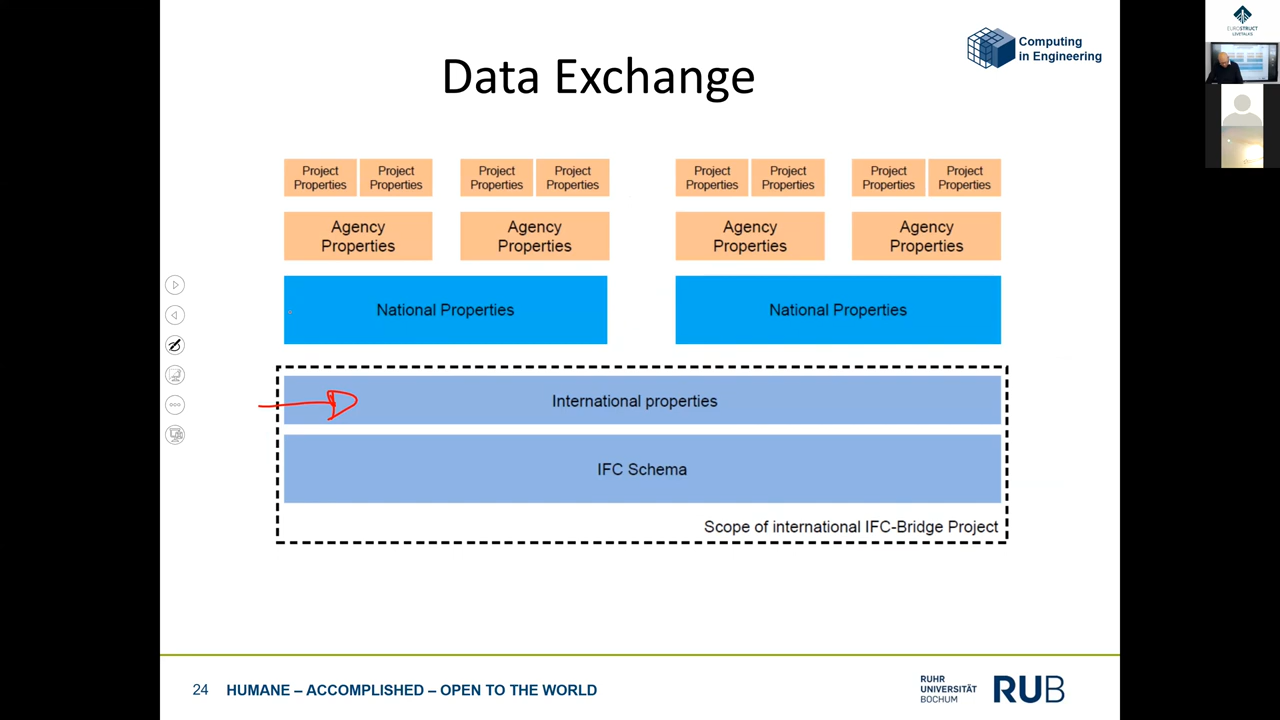 Data Exchange
Computing
in Engineering
EUROSTRUCT
LIVETALKS
Project
Properties
Project
Properties
Project
Properties
Project
Properties
Project
Properties
Project
Properties
Project
Properties
Project
Properties
Agency
Properties
Agency
Properties
Agency
Properties
Agency
Properties
National Properties
National Properties
International properties
IFC Schema
Scope of international IFC-Bridge Project
24 HUMANE – ACCOMPLISHED – OPEN TO THE WORLD
RUHR
UNIVERSITÄT
BOCHUM
RUB